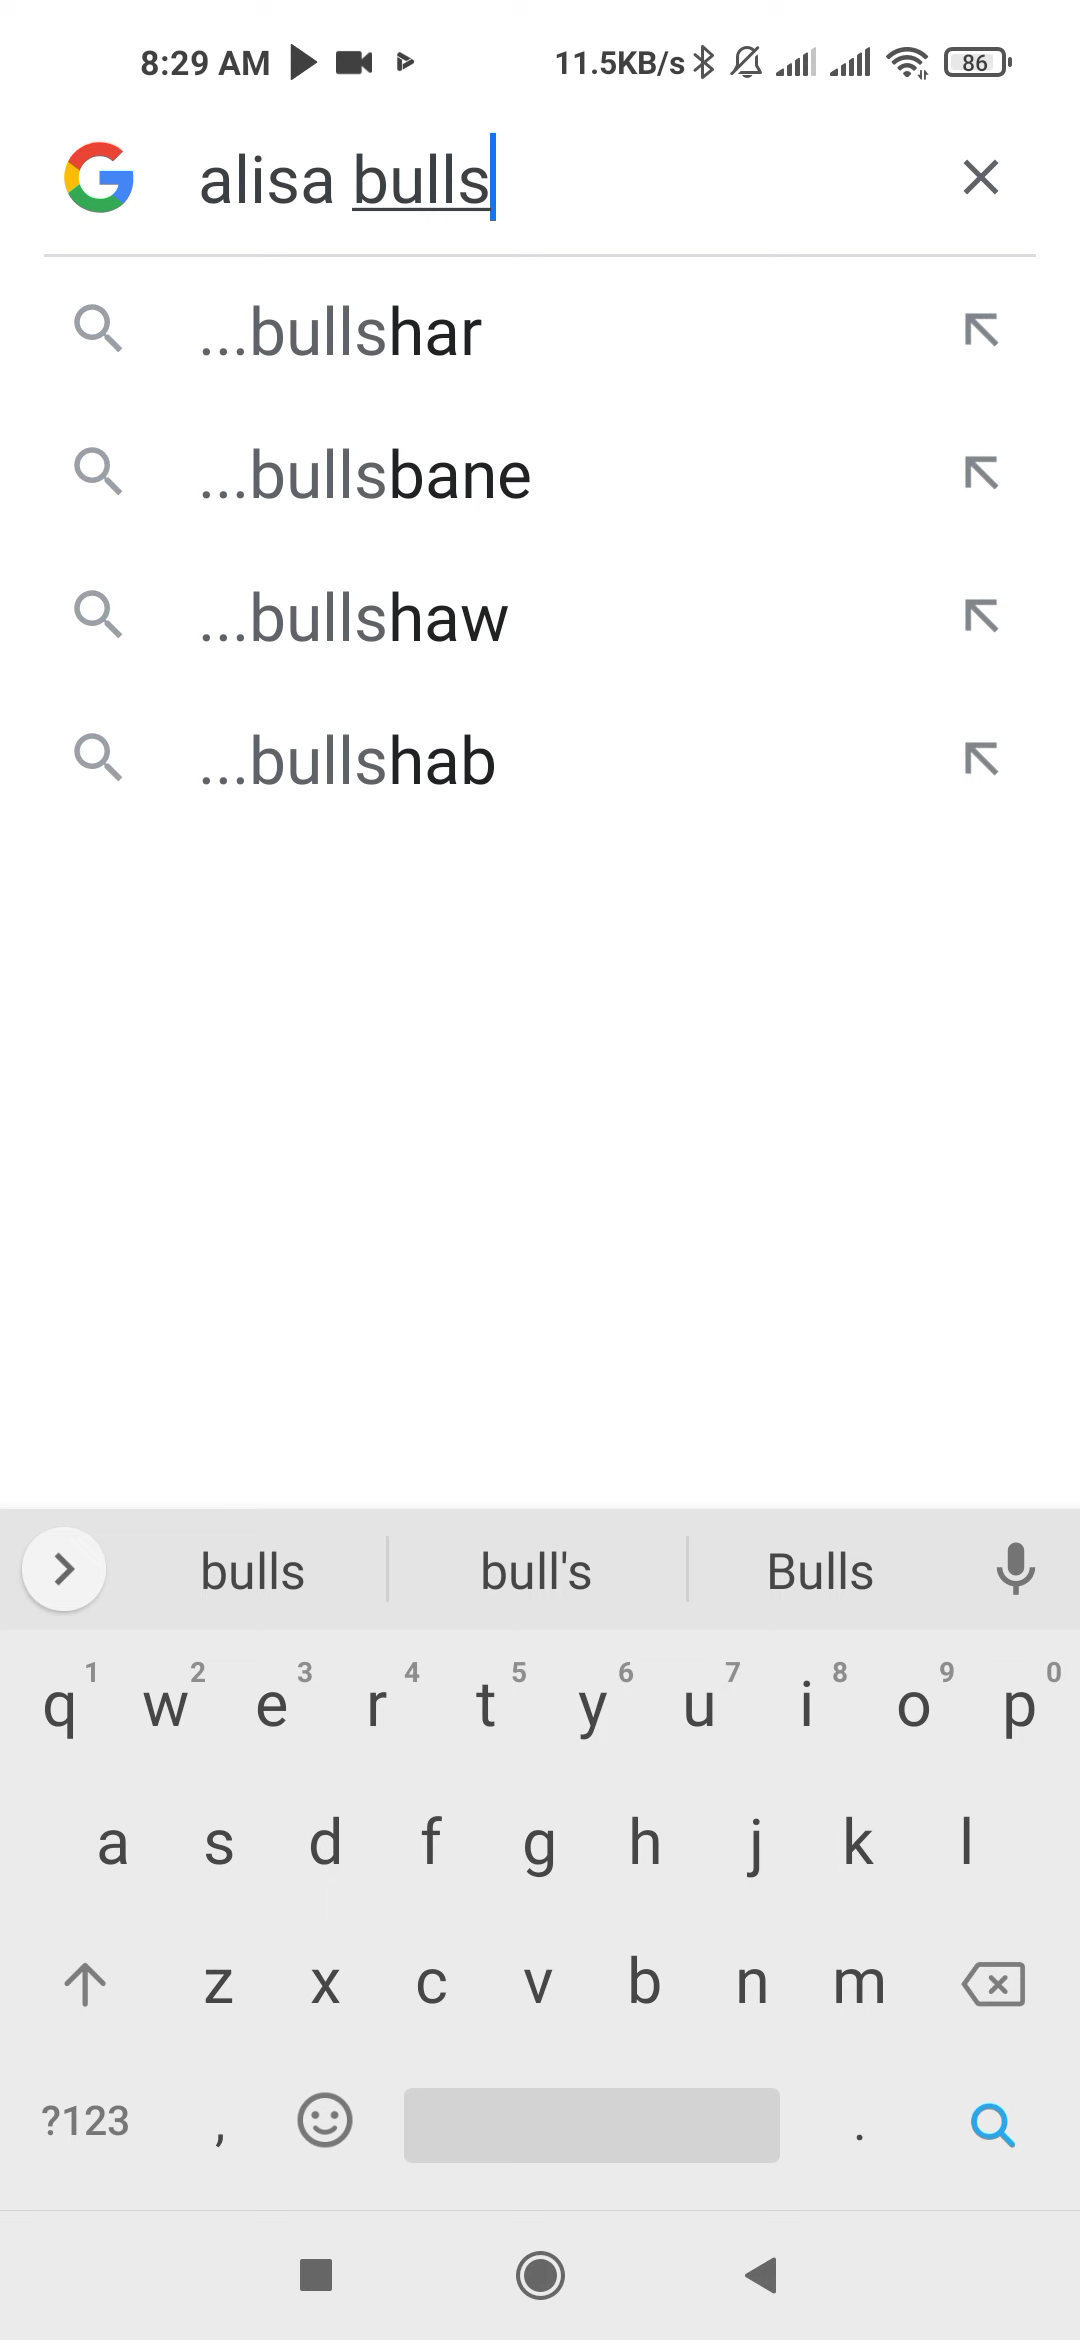 8:29 AM 11.5KB/s 86
alisa bulls
...bullshar
...bullsbane
...bullshaw
...bullshab
bulls bull's Bulls
q 1 w 2 e 3 r 4 t 5 y 6 u 7 i 8 o 9 p 0
a s d f g h j k l
z x c v b n m
?123 , .